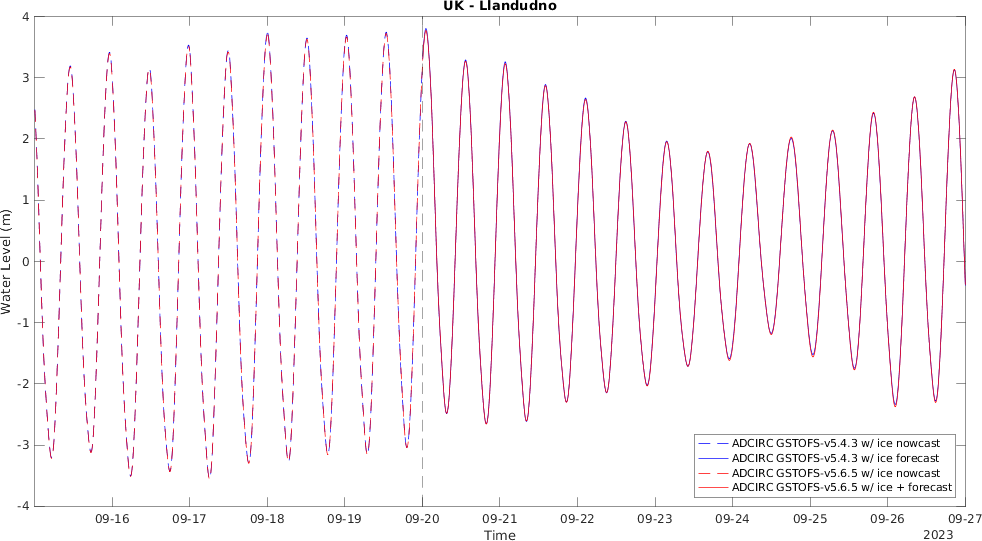 UK - Llandudno
4
3
2
1
0
-1
-2
-3
-4
Water Level (m)
ADCIRC GSTOFS-v5.4.3 w/ ice nowcast
ADCIRC GSTOFS-v5.4.3 w/ ice forecast
ADCIRC GSTOFS-v5.6.5 w/ ice nowcast
ADCIRC GSTOFS-v5.6.5 w/ ice + forecast
09-16 09-17 09-18 09-19 09-20 09-21 09-22 09-23 09-24 09-25 09-26 09-27
Time
2023